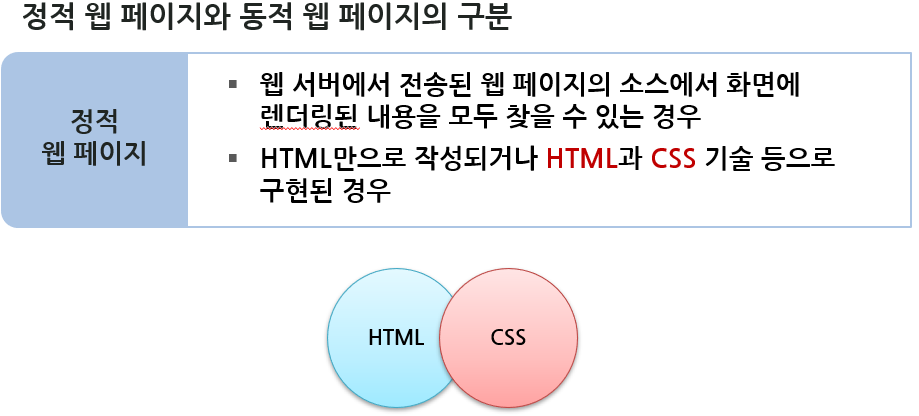 정적 웹 페이지와 동적 웹 페이지의 구분
정적
웹 페이지
▪ 웹 서버에서 전송된 웹 페이지의 소스에서 화면에
렌더링된 내용을 모두 찾을 수 있는 경우
▪ HTML만으로 작성되거나 HTML과 CSS 기술 등으로
구현된 경우
HTML
CSS